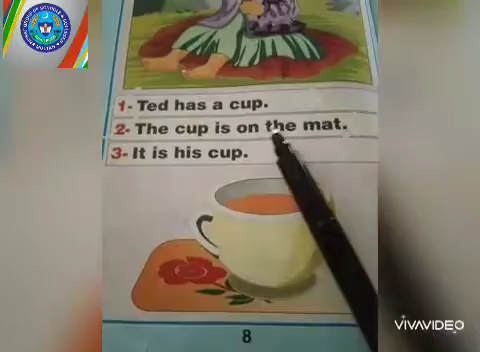 1- Ted has a cup.
2- The cup is on the mat.
3- It is his cup.
8
VIVAVIDEO